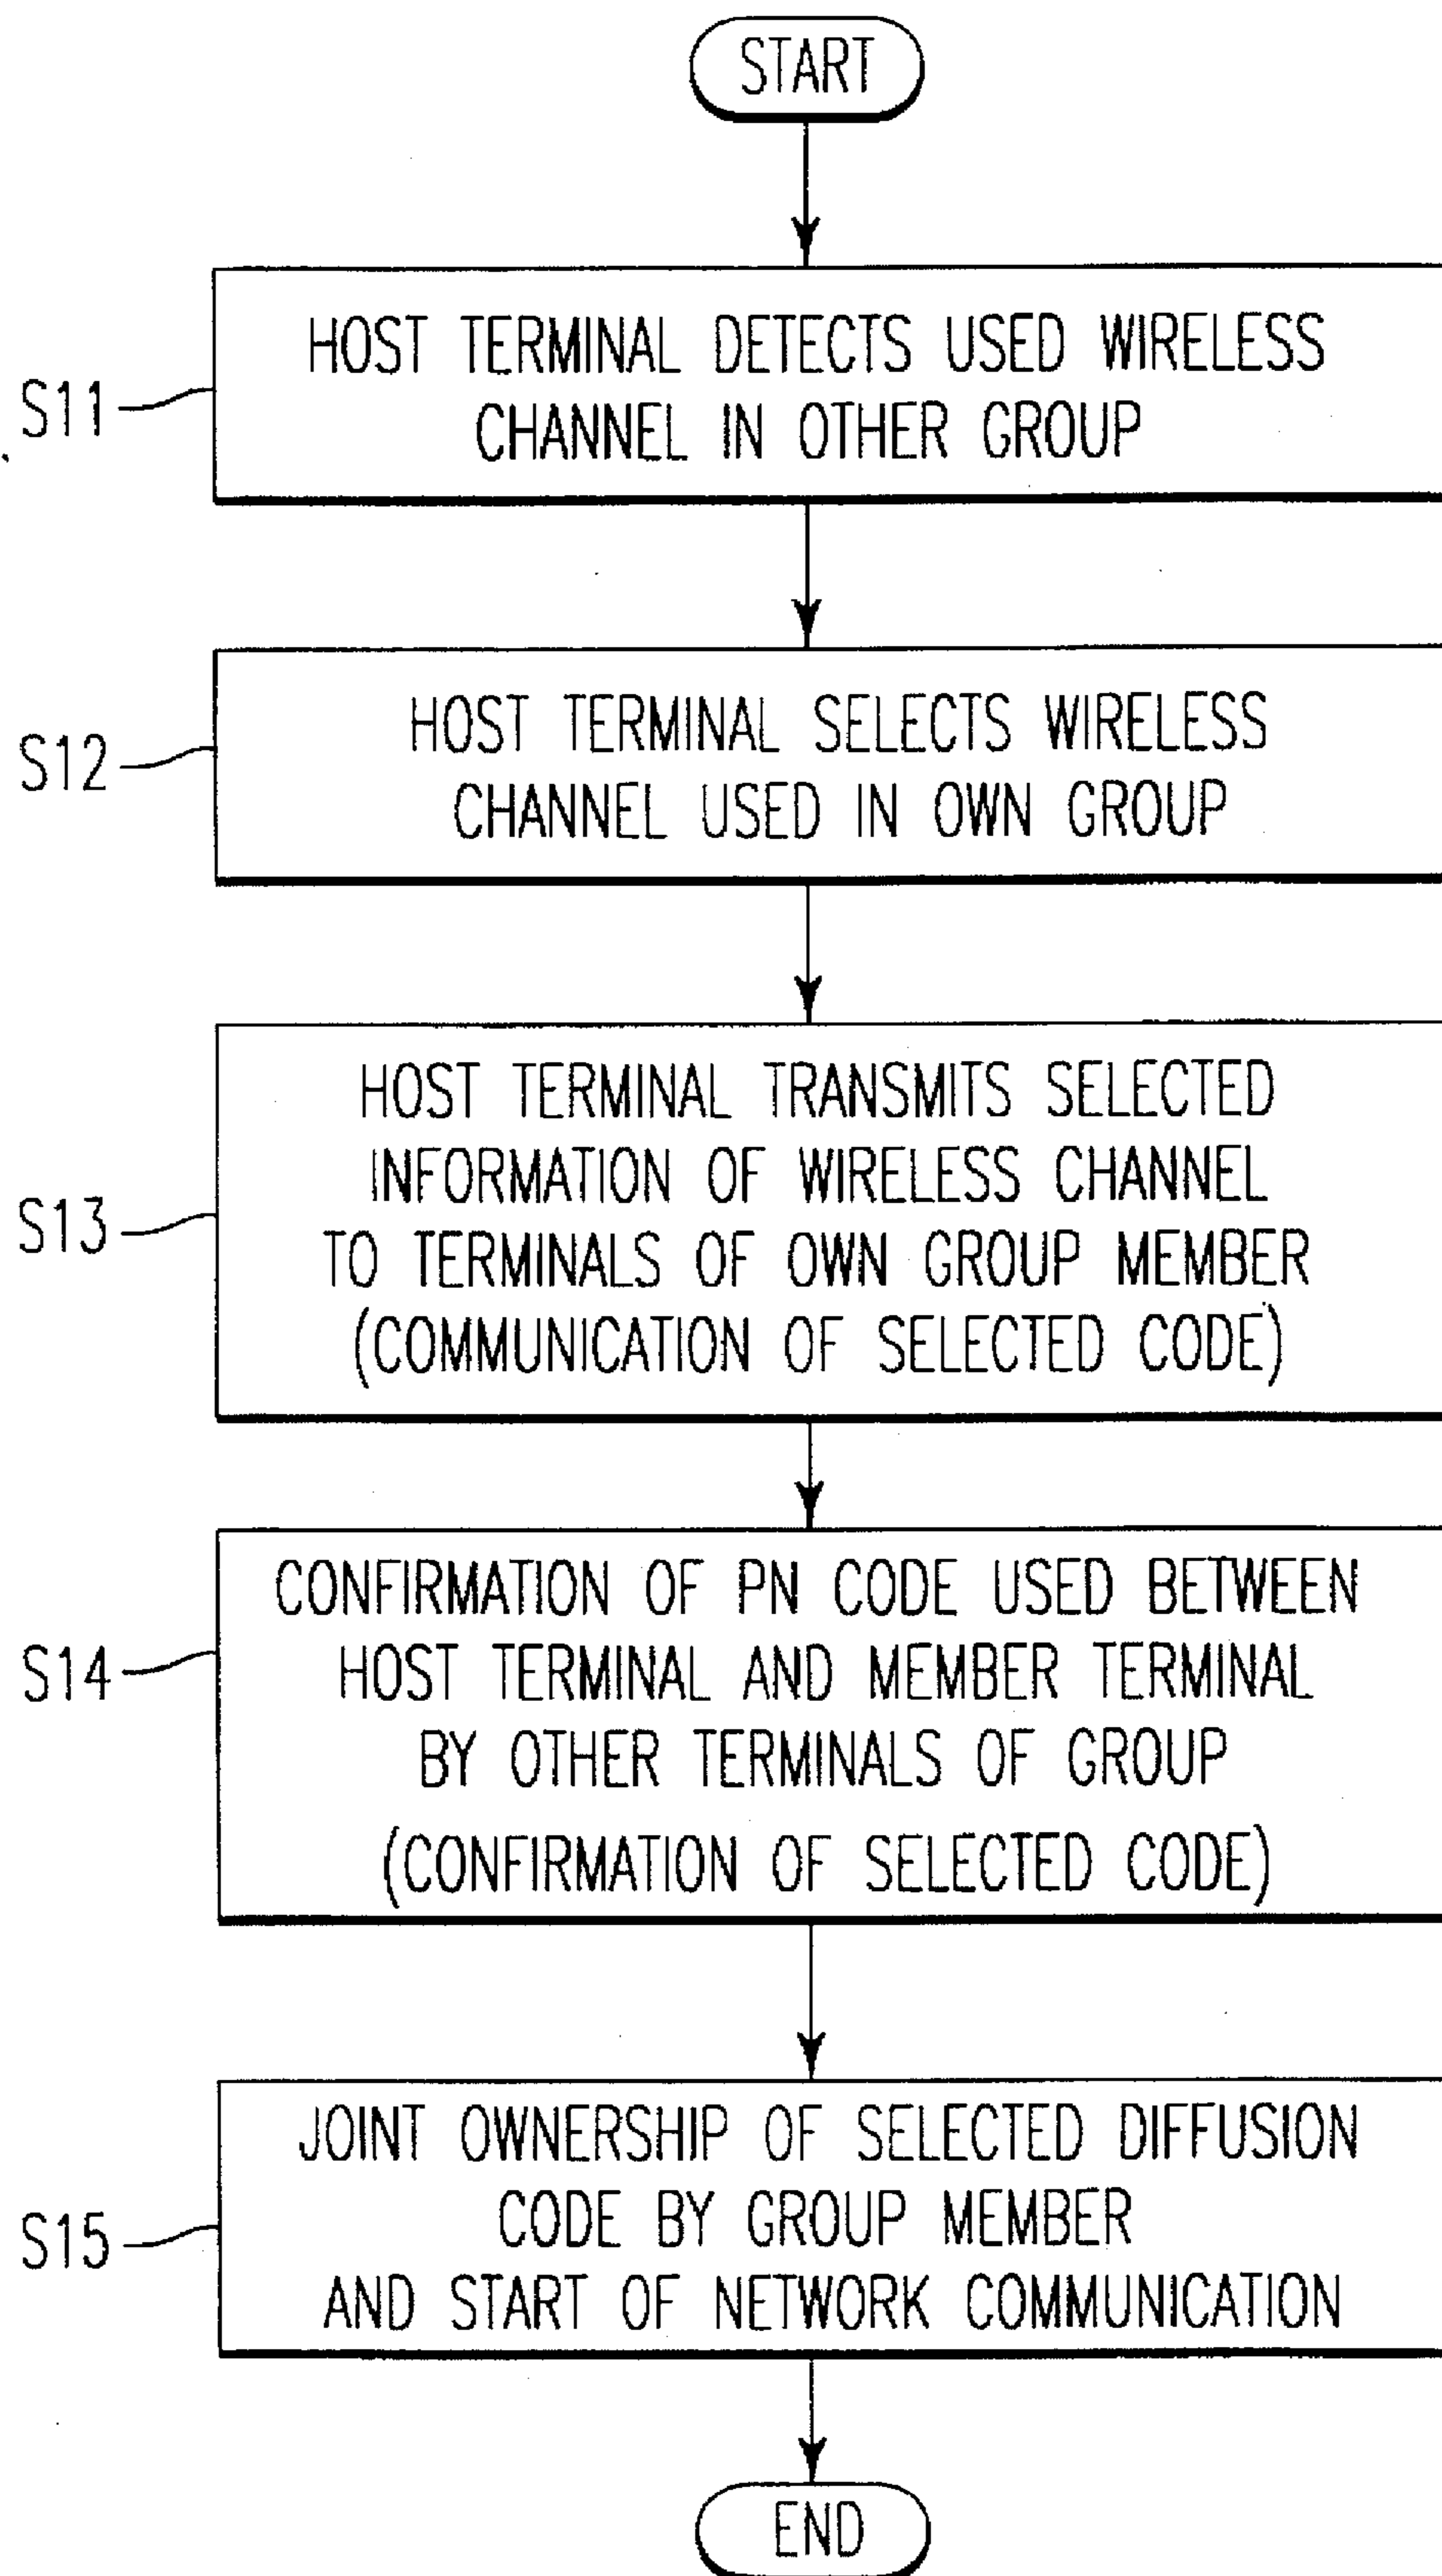 START
S11
HOST TERMINAL DETECTS USED WIRELESS
CHANNEL IN OTHER GROUP
S12
HOST TERMINAL SELECTS WIRELESS
CHANNEL USED IN OWN GROUP
S13
HOST TERMINAL TRANSMITS SELECTED
INFORMATION OF WIRELESS CHANNEL
TO TERMINALS OF OWN GROUP MEMBER
(COMMUNICATION OF SELECTED CODE)
S14
CONFIRMATION OF PN CODE USED BETWEEN
HOST TERMINAL AND MEMBER TERMINAL
BY OTHER TERMINALS OF GROUP
(CONFIRMATION OF SELECTED CODE)
S15
JOINT OWNERSHIP OF SELECTED DIFFUSION
CODE BY GROUP MEMBER
AND START OF NETWORK COMMUNICATION
END